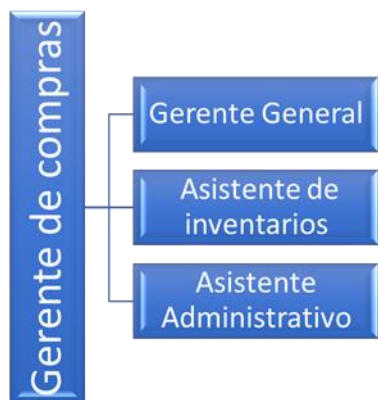 Gerente de compras
Gerente General
Asistente de
inventarios
Asistente
Administrativo